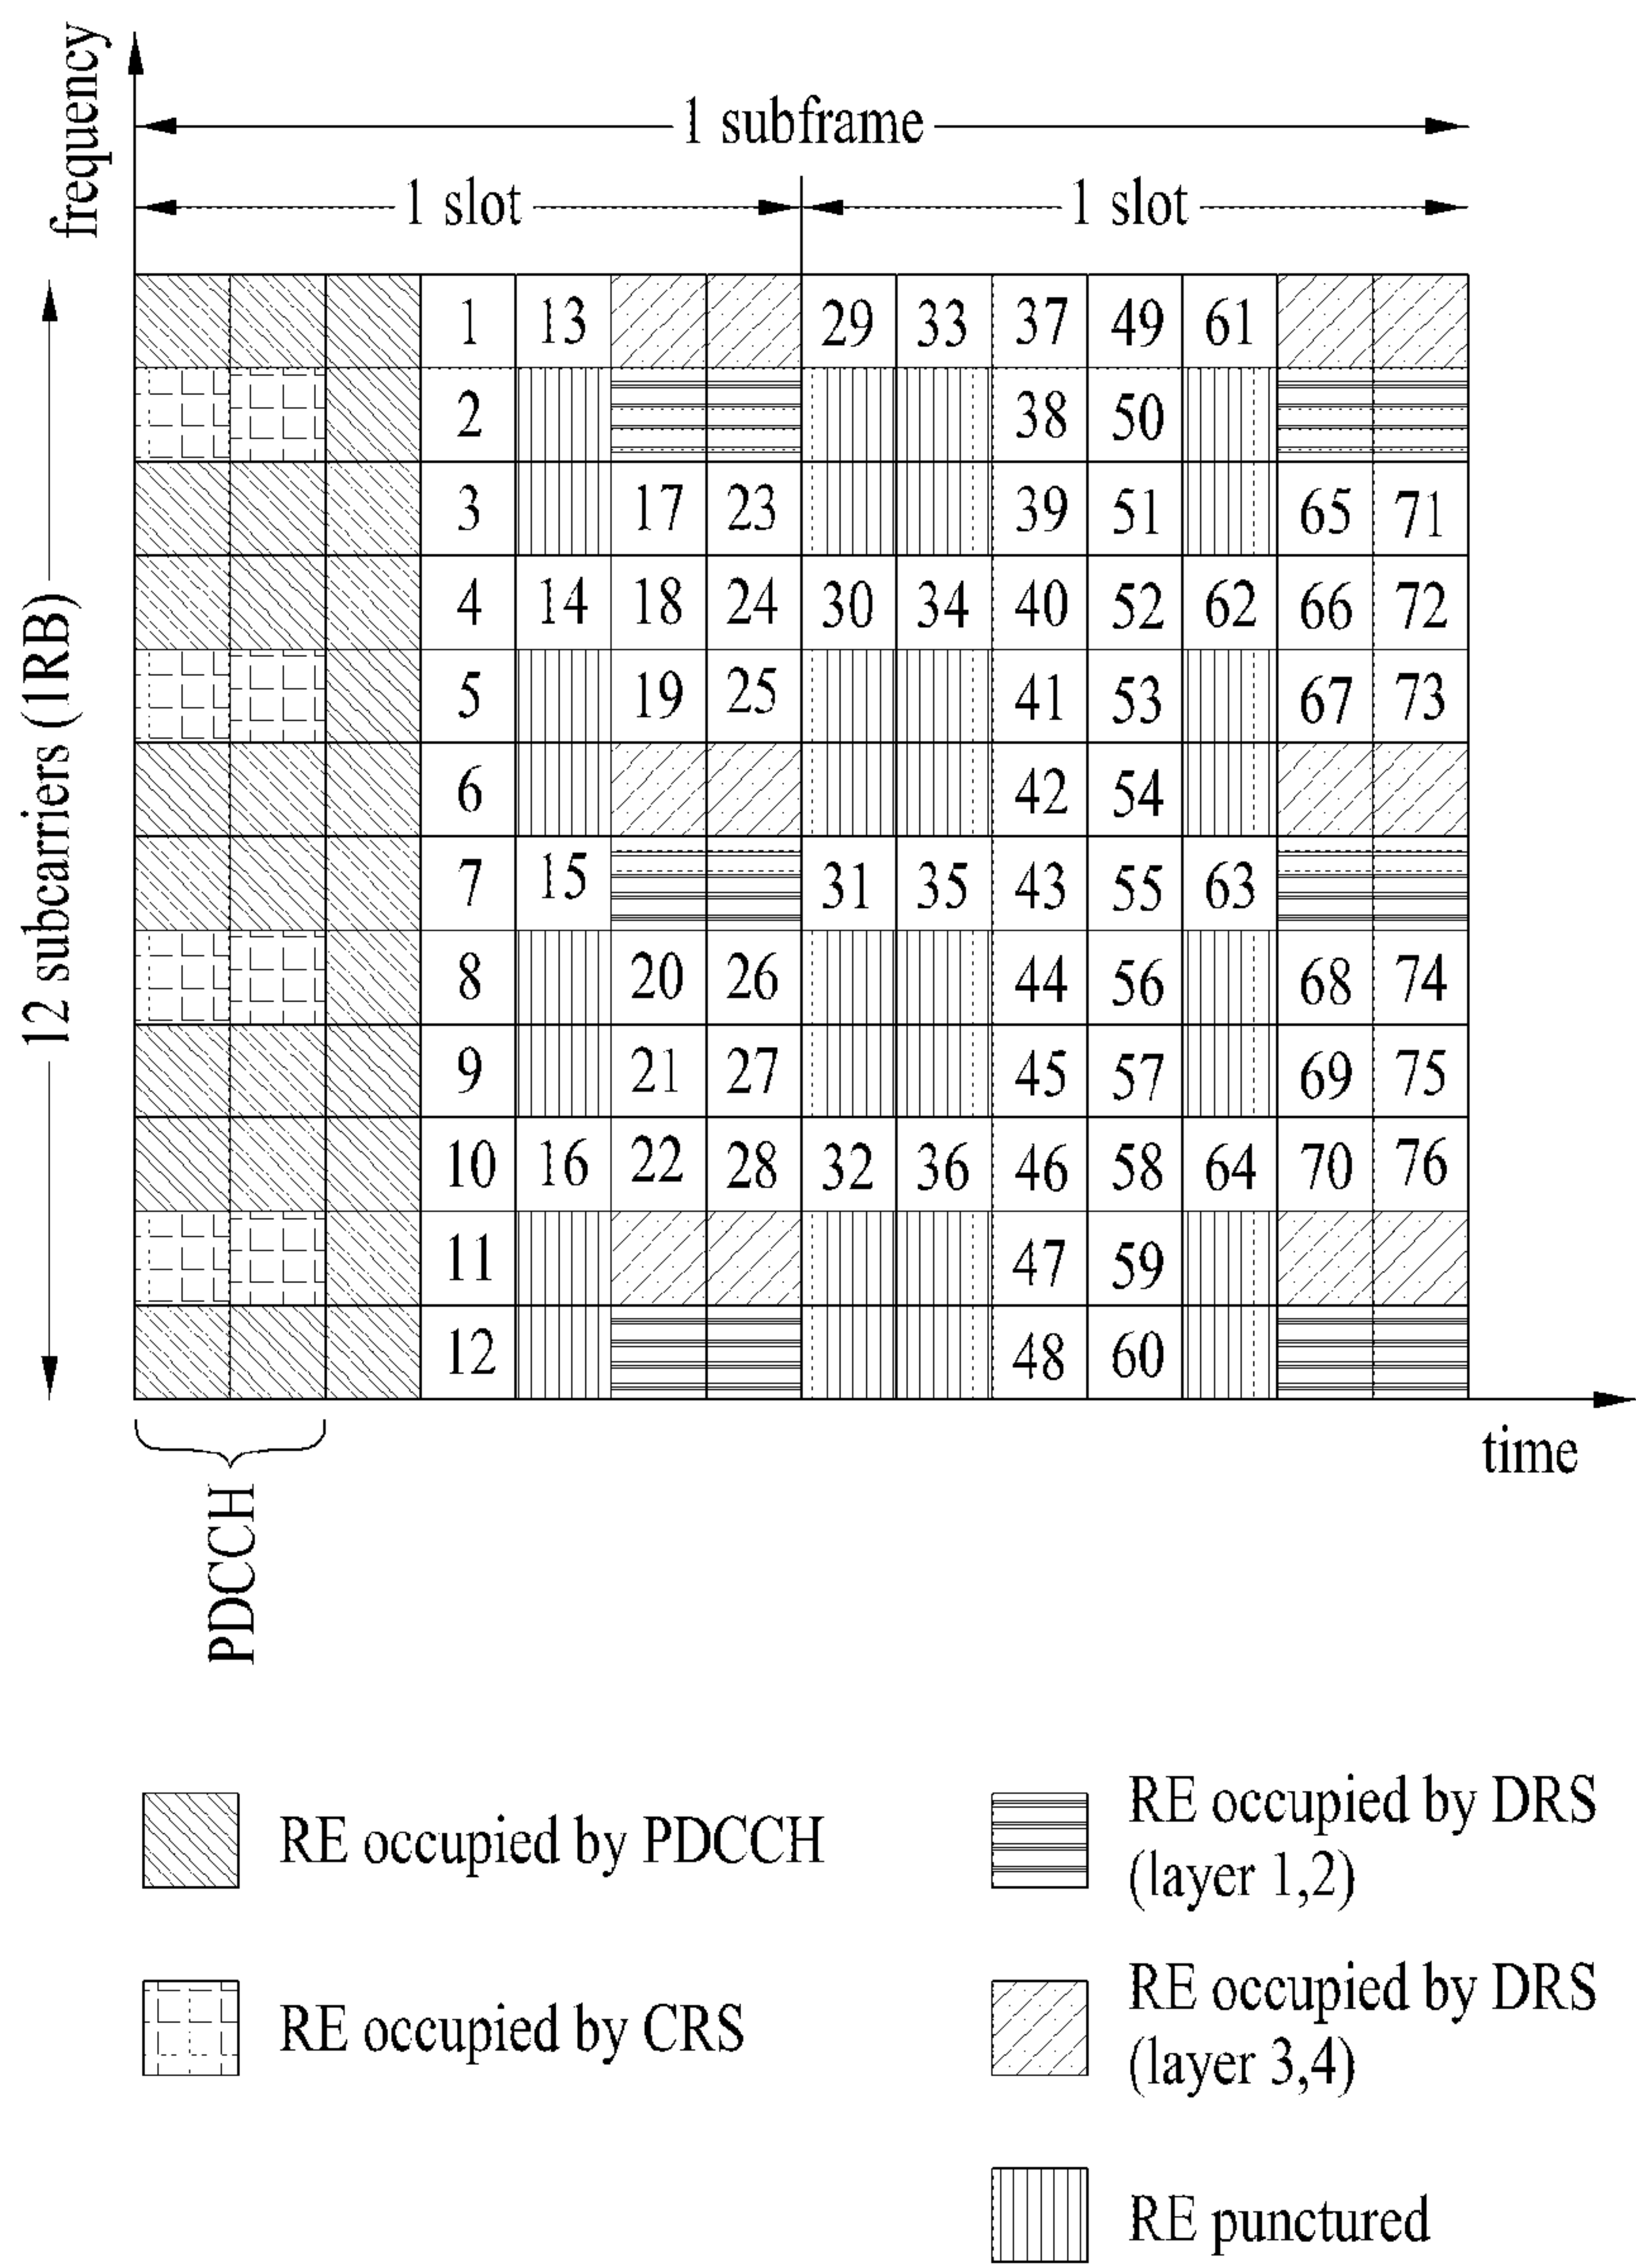 frequency
1 subframe
1 slot 1 slot
12 subcarriers (1RB)
1 13 29 33 37 49 61
2 38 50
3 17 23 39 51 65 71
4 14 18 24 30 34 40 52 62 66 72
5 19 25 41 53 67 73
6 42 54
7 15 31 35 43 55 63
8 20 26 44 56 68 74
9 21 27 45 57 69 75
10 16 22 28 32 36 46 58 64 70 76
11 47 59
12 48 60
time
PDCCH
RE occupied by PDCCH
RE occupied by CRS
RE occupied by DRS
(layer 1,2)
RE occupied by DRS
(layer 3,4)
RE punctured